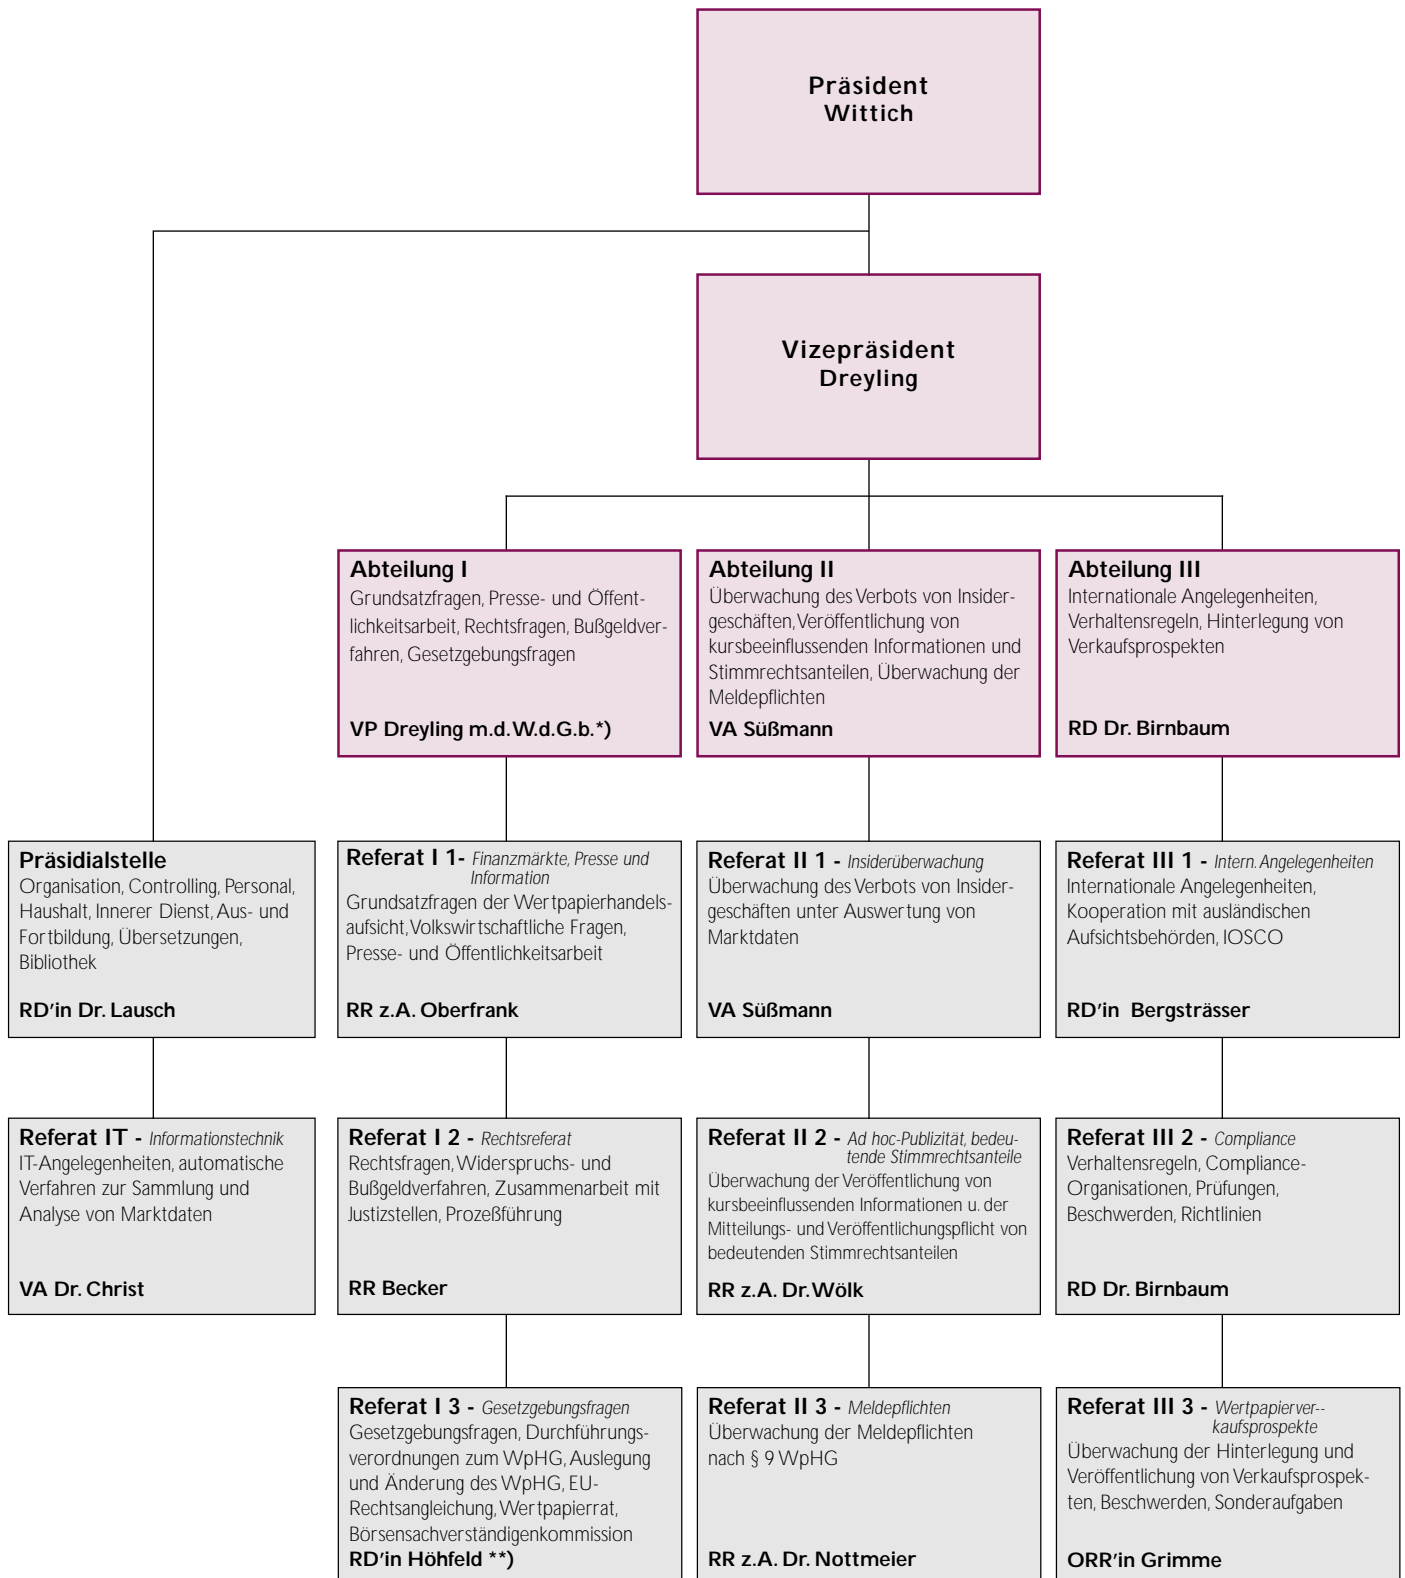 Präsident
Wittich
Vizepräsident
Dreyling
Abteilung I
Grundsatzfragen, Presse- und Öffent-
lichkeitsarbeit, Rechtsfragen, Bußgeldver-
fahren, Gesetzgebungsfragen
VP Dreyling m.d.W.d.G.b.*)
Abteilung II
Überwachung des Verbots von Insider-
geschäften, Veröffentlichung von
kursbeeinflussenden Informationen und
Stimmrechtsanteilen, Überwachung der
Meldepflichten
VA Süßmann
Abteilung III
Internationale Angelegenheiten,
Verhaltensregeln, Hinterlegung von
Verkaufsprospekten
RD Dr. Birnbaum
Präsidialstelle
Organisation, Controlling, Personal,
Haushalt, Innerer Dienst, Aus- und
Fortbildung, Übersetzungen,
Bibliothek
RD'in Dr. Lausch
Referat I 1- Finanzmärkte, Presse und
Information
Grundsatzfragen der Wertpapierhandels-
aufsicht, Volkswirtschaftliche Fragen,
Presse- und Öffentlichkeitsarbeit
RR z.A. Oberfrank
Referat II 1 - Insiderüberwachung
Überwachung des Verbots von Insider-
geschäften unter Auswertung von
Marktdaten
VA Süßmann
Referat III 1 - Intern. Angelegenheiten
Internationale Angelegenheiten,
Kooperation mit ausländischen
Aufsichtsbehörden, IOSCO
RD'in Bergsträsser
Referat IT - Informationstechnik
IT-Angelegenheiten, automatische
Verfahren zur Sammlung und
Analyse von Marktdaten
VA Dr. Christ
Referat I 2 - Rechtsreferat
Rechtsfragen, Widerspruchs- und
Bußgeldverfahren, Zusammenarbeit mit
Justizstellen, Prozeßführung
RR Becker
Referat II 2 - Ad hoc-Publizität, bedeu-
tende Stimmrechtsanteile
Überwachung der Veröffentlichung von
kursbeeinflussenden Informationen u. der
Mitteilungs- und Veröffentlichungspflicht von
bedeutenden Stimmrechtsanteilen
RR z.A. Dr. Wölk
Referat III 2 - Compliance
Verhaltensregeln, Compliance-
Organisationen, Prüfungen,
Beschwerden, Richtlinien
RD Dr. Birnbaum
Referat I 3 - Gesetzgebungsfragen
Gesetzgebungsfragen, Durchführungs-
verordnungen zum WpHG, Auslegung
und Änderung des WpHG, EU-
Rechtsangleichung, Wertpapierrat,
Börsensachverständigenkommission
RD'in Höhfeld **)
Referat II 3 - Meldepflichten
Überwachung der Meldepflichten
nach § 9 WpHG
RR z.A. Dr. Nottmeier
Referat III 3 - Wertpapierver--
kaufsprospekte
Überwachung der Hinterlegung und
Veröffentlichung von Verkaufsprospek-
ten, Beschwerden, Sonderaufgaben
ORR'in Grimme